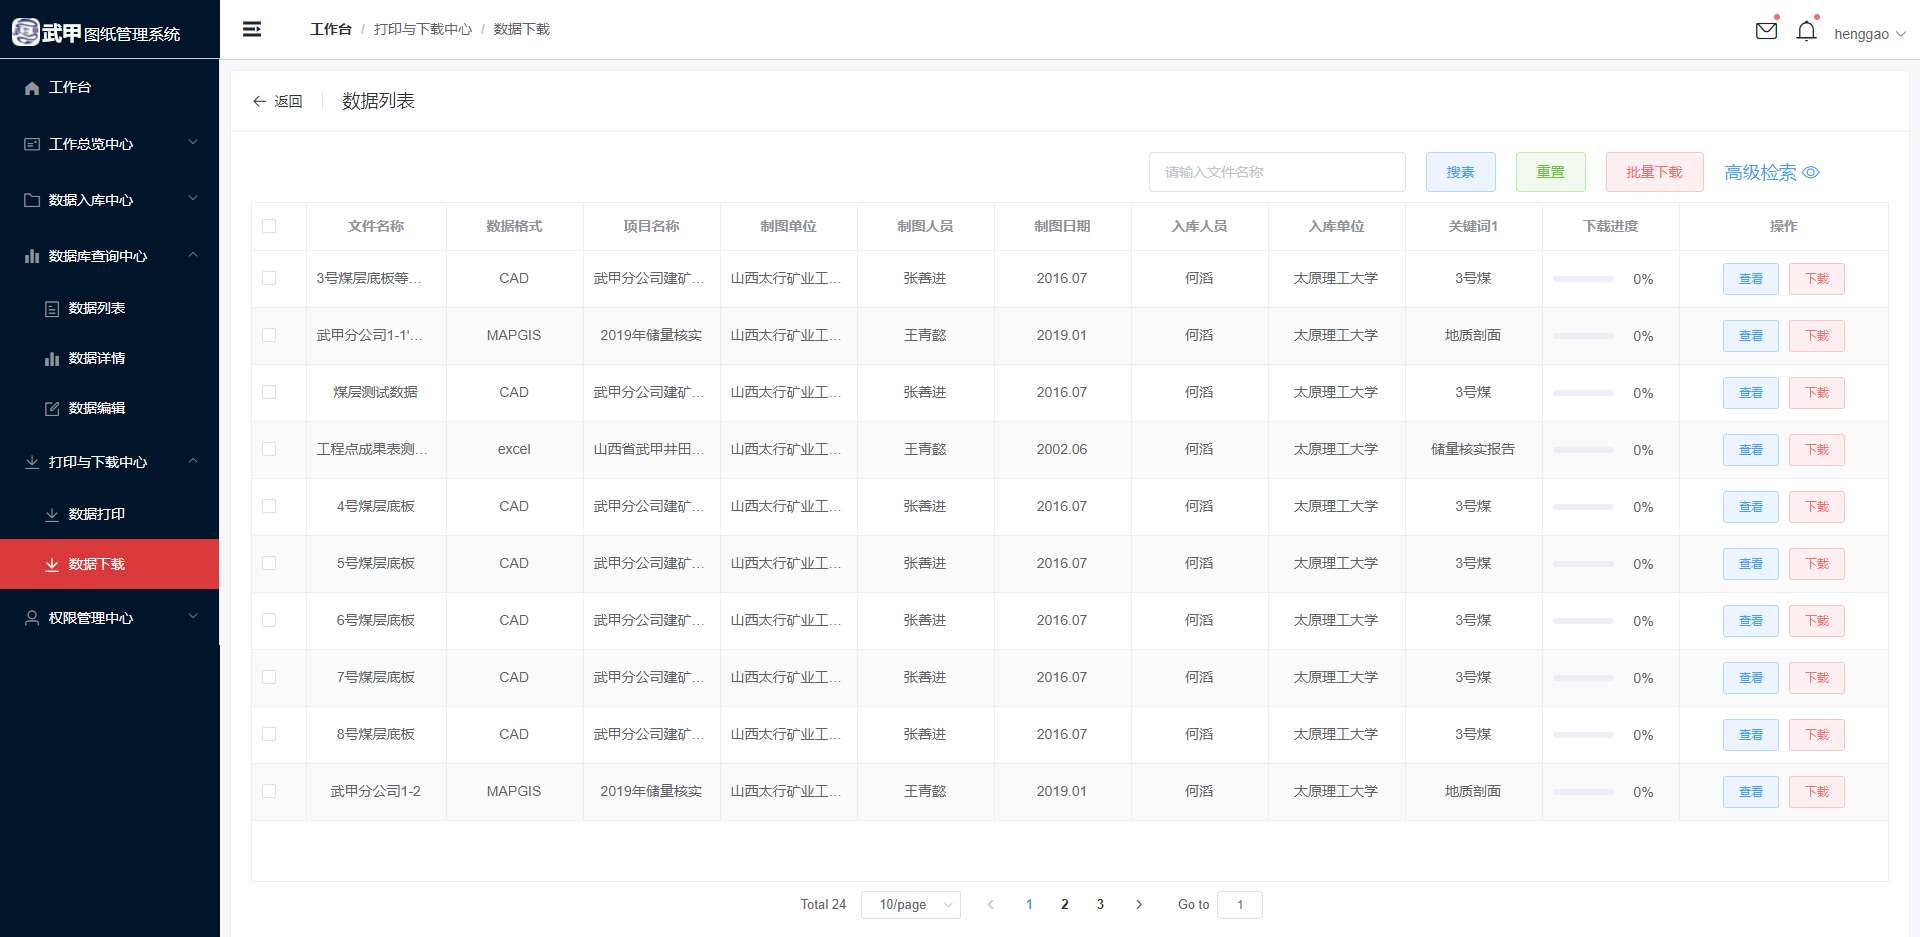 武甲图纸管理系统
工作台 / 打印与下载中心 / 数据下载
henggao
工作台
工作总览中心
数据入库中心
数据库查询中心
数据列表
数据详情
数据编辑
打印与下载中心
数据打印
数据下载
权限管理中心
返回 数据列表
请输入文件名称 搜素 重置 批量下载 高级检索
文件名称 数据格式 项目名称 制图单位 制图人员 制图日期 入库人员 入库单位 关键词1 下载进度 操作
3号煤层底板等... CAD 武甲分公司建矿... 山西太行矿业工... 张善进 2016.07 何滔 太原理工大学 3号煤 0% 查看 下载
武甲分公司1-1'... MAPGIS 2019年储量核实 山西太行矿业工... 王青懿 2019.01 何滔 太原理工大学 地质剖面 0% 查看 下载
煤层测试数据 CAD 武甲分公司建矿... 山西太行矿业工... 张善进 2016.07 何滔 太原理工大学 3号煤 0% 查看 下载
工程点成果表测... excel 山西省武甲井田... 山西太行矿业工... 王青懿 2002.06 何滔 太原理工大学 储量核实报告 0% 查看 下载
4号煤层底板 CAD 武甲分公司建矿... 山西太行矿业工... 张善进 2016.07 何滔 太原理工大学 3号煤 0% 查看 下载
5号煤层底板 CAD 武甲分公司建矿... 山西太行矿业工... 张善进 2016.07 何滔 太原理工大学 3号煤 0% 查看 下载
6号煤层底板 CAD 武甲分公司建矿... 山西太行矿业工... 张善进 2016.07 何滔 太原理工大学 3号煤 0% 查看 下载
7号煤层底板 CAD 武甲分公司建矿... 山西太行矿业工... 张善进 2016.07 何滔 太原理工大学 3号煤 0% 查看 下载
8号煤层底板 CAD 武甲分公司建矿... 山西太行矿业工... 张善进 2016.07 何滔 太原理工大学 3号煤 0% 查看 下载
武甲分公司1-2 MAPGIS 2019年储量核实 山西太行矿业工... 王青懿 2019.01 何滔 太原理工大学 地质剖面 0% 查看 下载
Total 24 10/page 1 2 3 Go to 1